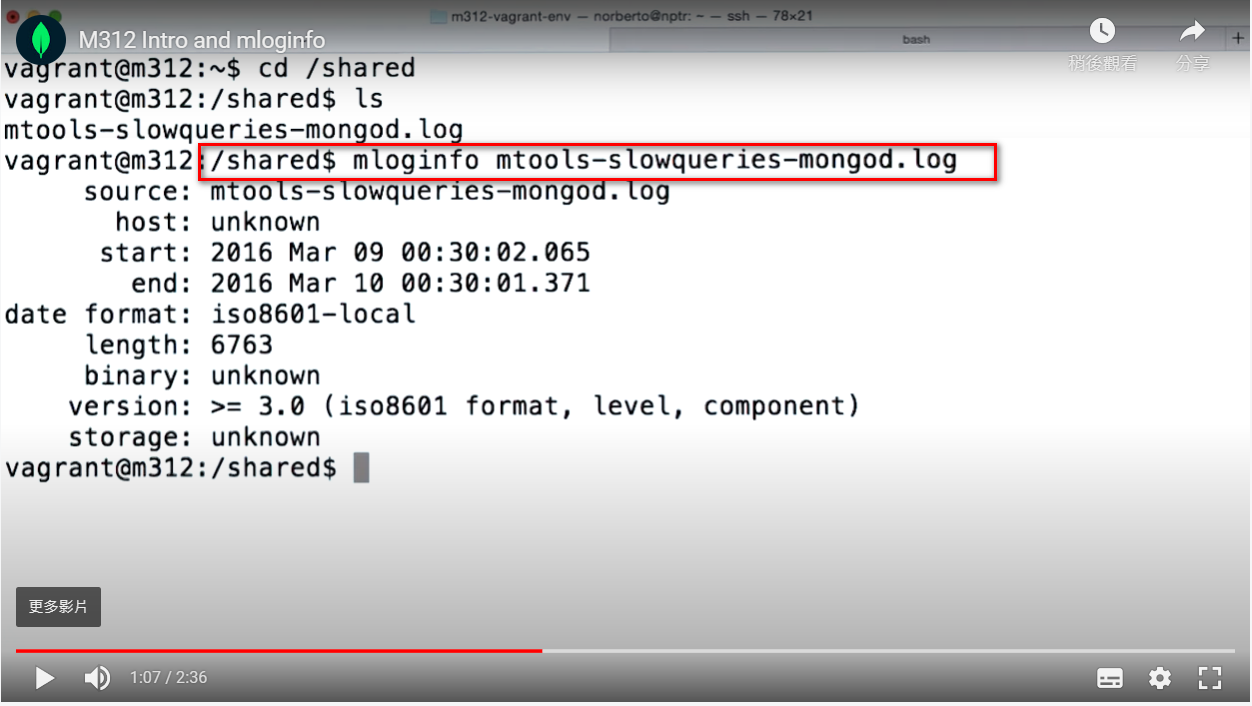 m312-vagrant-env — norberto@nptr: ~ — ssh — 78×21
M312 Intro and mloginfo
bash
+
稍後觀看
分享
vagrant@m312:~$ cd /shared
vagrant@m312:/shared$ ls
mtools-slowqueries-mongod.log
vagrant@m312:/shared$ mloginfo mtools-slowqueries-mongod.log
source: mtools-slowqueries-mongod.log
host: unknown
start: 2016 Mar 09 00:30:02.065
end: 2016 Mar 10 00:30:01.371
date format: iso8601-local
length: 6763
binary: unknown
version: >= 3.0 (iso8601 format, level, component)
storage: unknown
vagrant@m312:/shared$
更多影片
1:07 / 2:36